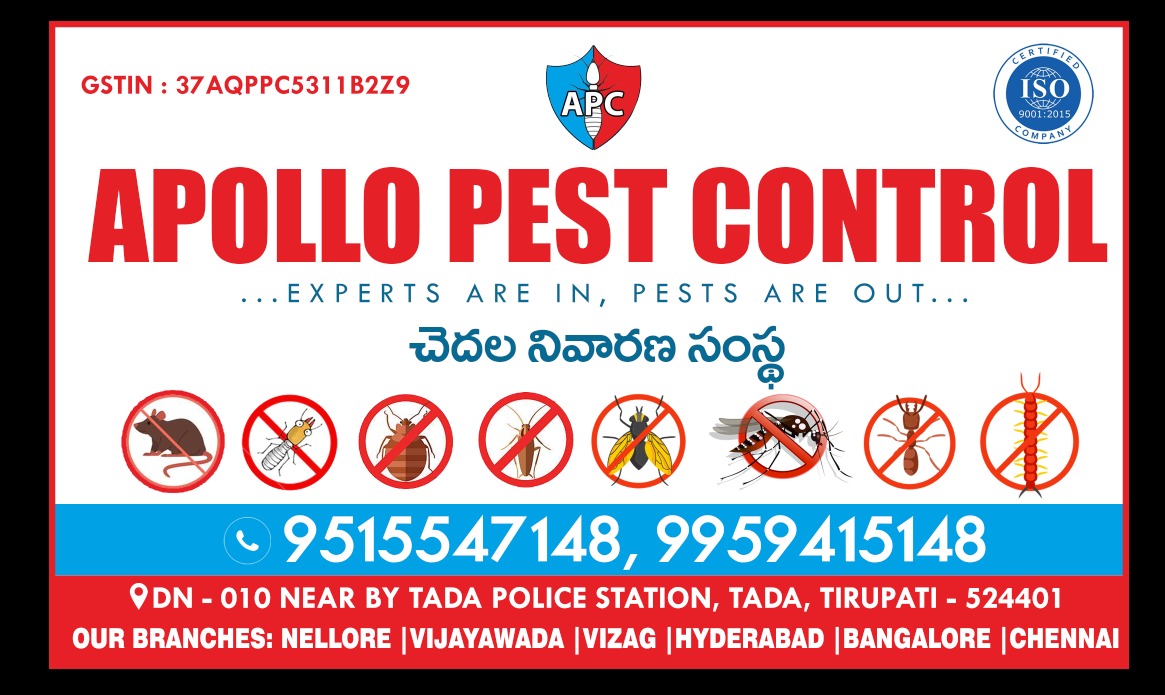 GSTIN : 37AQPPC5311B2Z9
APC
CERTIFIED
ISO
9001:2015
COMPANY
APOLLO PEST CONTROL
...EXPERTS ARE IN, PESTS ARE OUT...
చెదల నివారణ సంస్థ
9515547148, 9959415148
DN - 010 NEAR BY TADA POLICE STATION, TADA, TIRUPATI - 524401
OUR BRANCHES: NELLORE |VIJAYAWADA |VIZAG |HYDERABAD |BANGALORE |CHENNAI